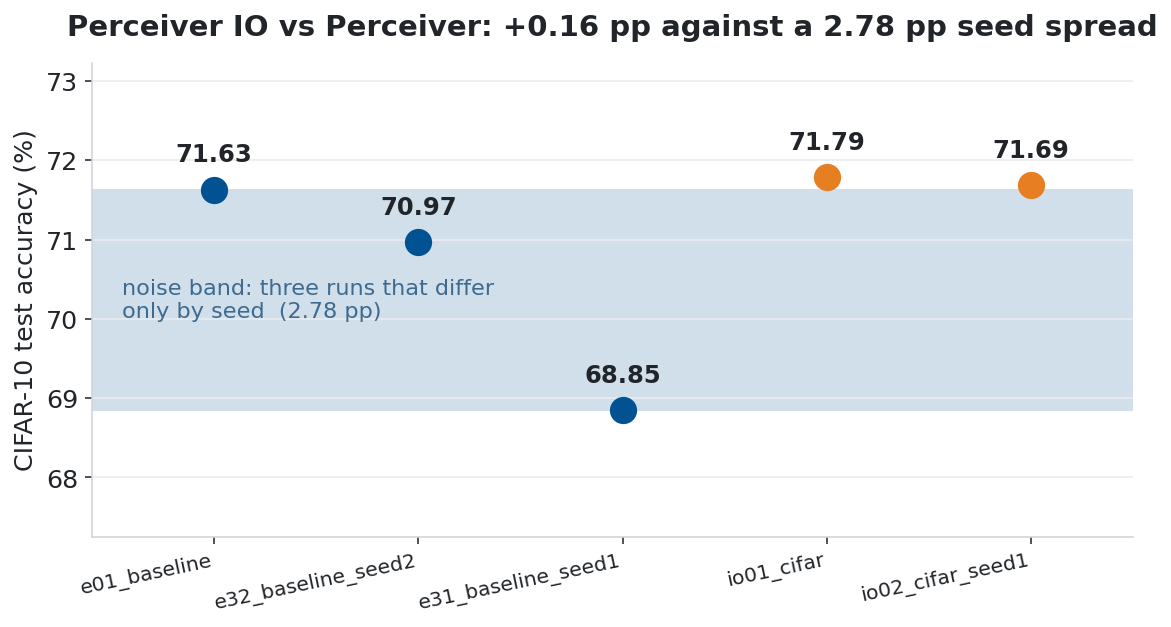 Perceiver IO vs Perceiver: +0.16 pp against a 2.78 pp seed spread
CIFAR-10 test accuracy (%)
73
72
71
70
69
68
71.63
70.97
68.85
71.79
71.69
noise band: three runs that differ
only by seed (2.78 pp)
e01_baseline
e32_baseline_seed2
e31_baseline_seed1
io01_cifar
io02_cifar_seed1